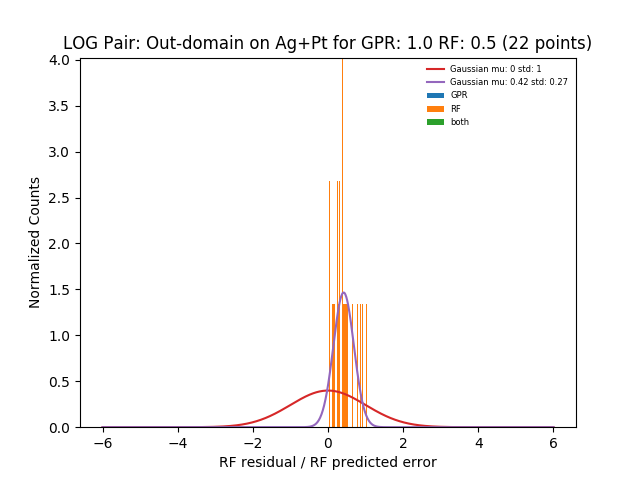 LOG Pair: Out-domain on Ag+Pt for GPR: 1.0 RF: 0.5 (22 points)
Gaussian mu: 0 std: 1
Gaussian mu: 0.42 std: 0.27
GPR
RF
both
Normalized Counts
4.0
3.5
3.0
2.5
2.0
1.5
1.0
0.5
0.0
−6 −4 −2 0 2 4 6
RF residual / RF predicted error